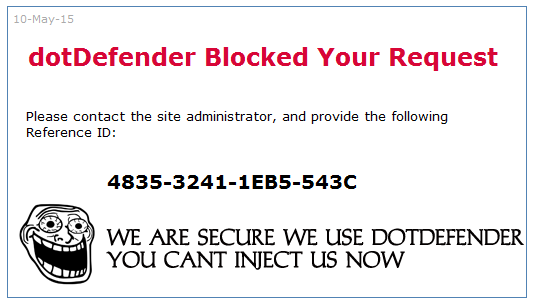 10-May-15
dotDefender Blocked Your Request
Please contact the site administrator, and provide the following
Reference ID:
4835-3241-1EB5-543C
WE ARE SECURE WE USE DOTDEFENDER
YOU CANT INJECT US NOW